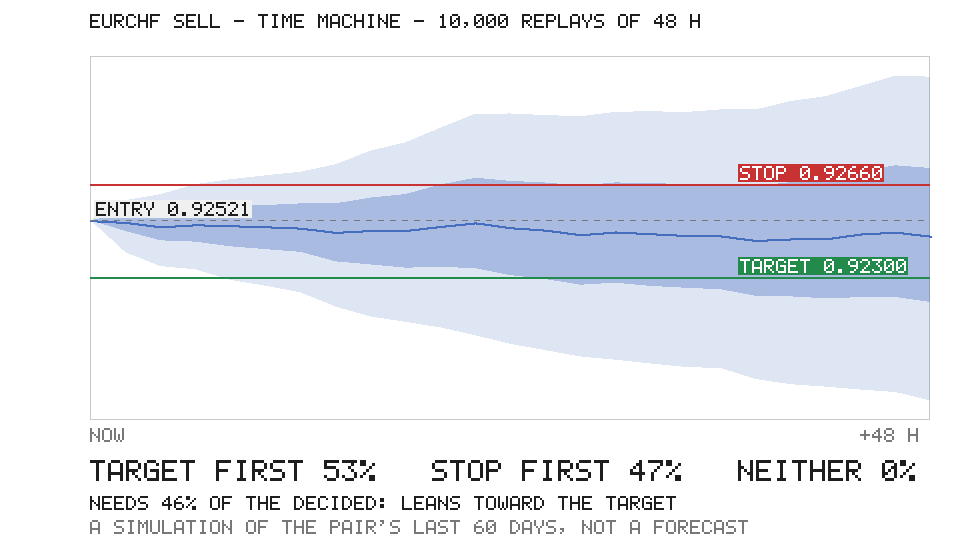 EURCHF SELL - TIME MACHINE - 10,000 REPLAYS OF 48 H
STOP 0.92660
ENTRY 0.92521
TARGET 0.92300
NOW
+48 H
TARGET FIRST 53% STOP FIRST 47% NEITHER 0%
NEEDS 46% OF THE DECIDED: LEANS TOWARD THE TARGET
A SIMULATION OF THE PAIR'S LAST 60 DAYS, NOT A FORECAST